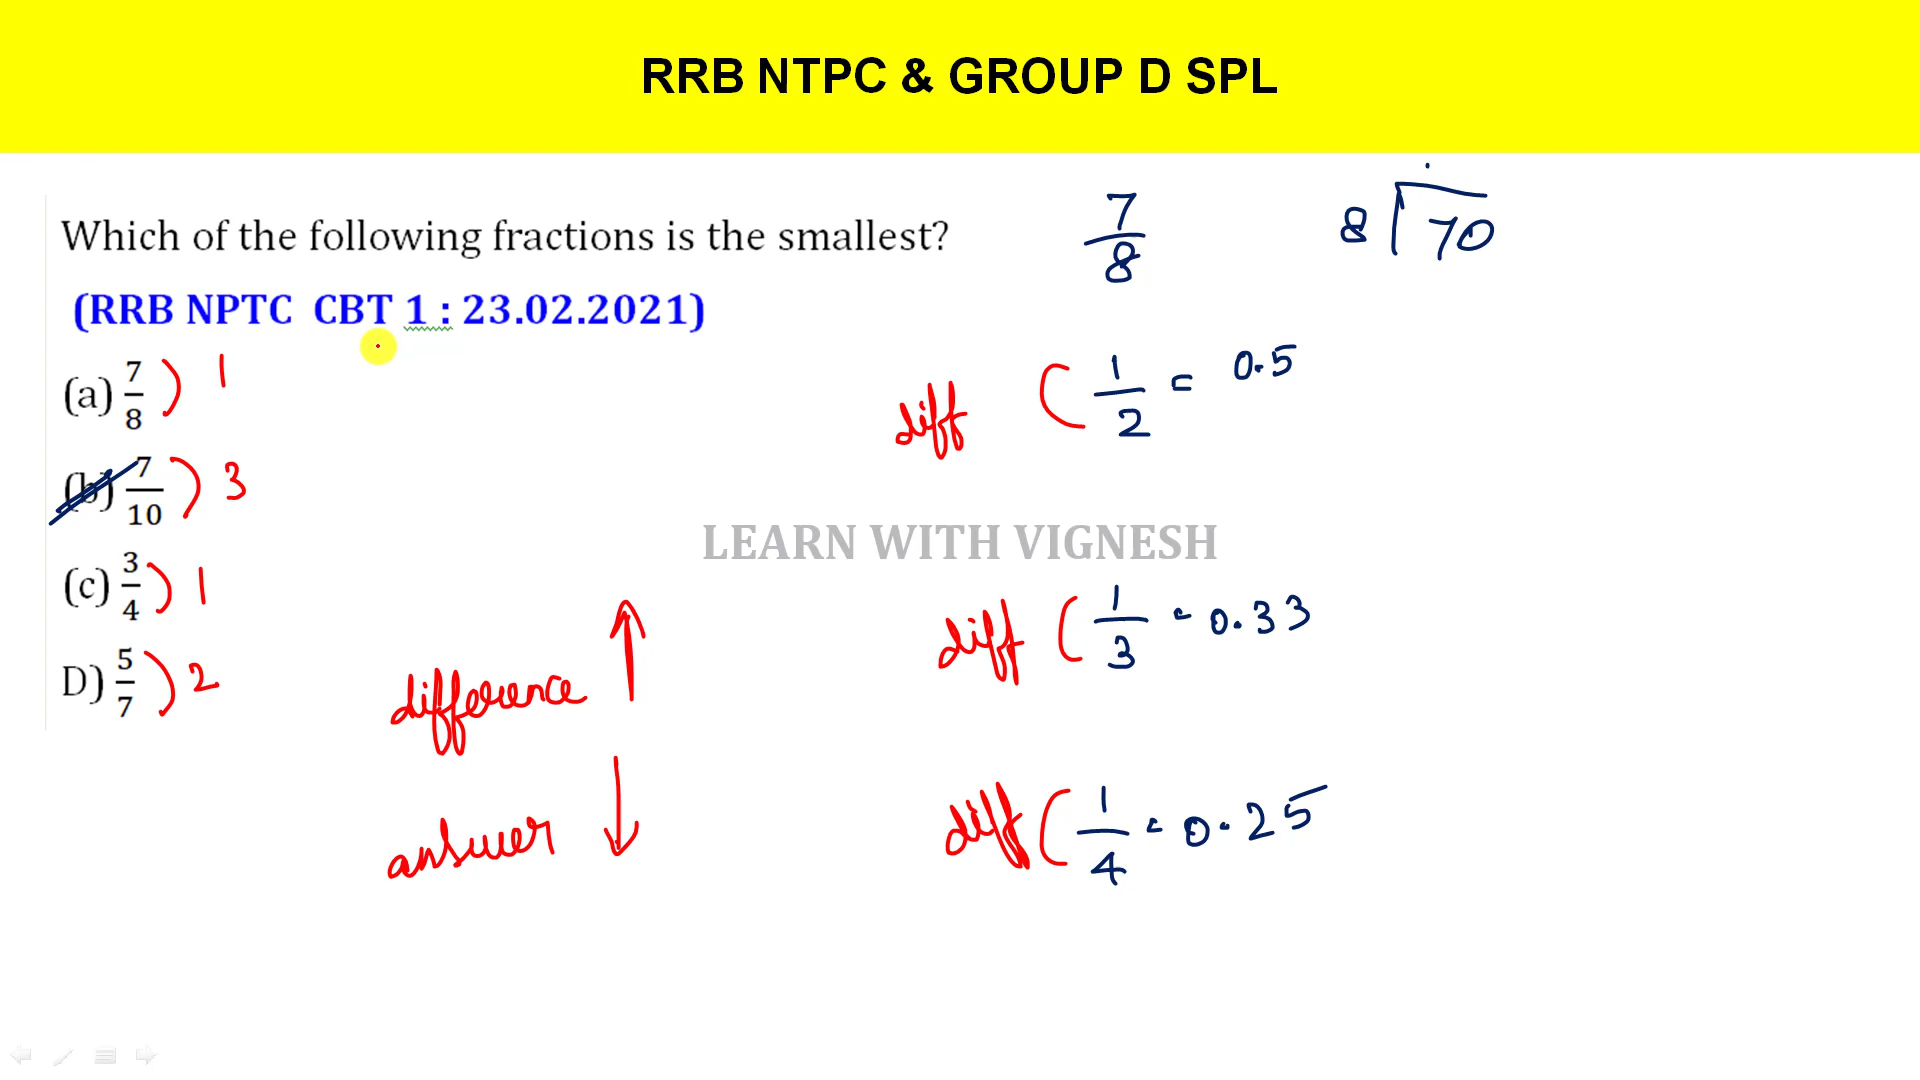 RRB NTPC & GROUP D SPL
Which of the following fractions is the smallest?
(RRB NPTC CBT 1 : 23.02.2021)
(a) 7/8 ) 1
(b) 7/10 ) 3
(c) 3/4 ) 1
D) 5/7 ) 2
7/8
8 70
diff ( 1/2 = 0.5
LEARN WITH VIGNESH
diff ( 1/3 = 0.33
difference ↑
answer ↓
diff ( 1/4 = 0.25